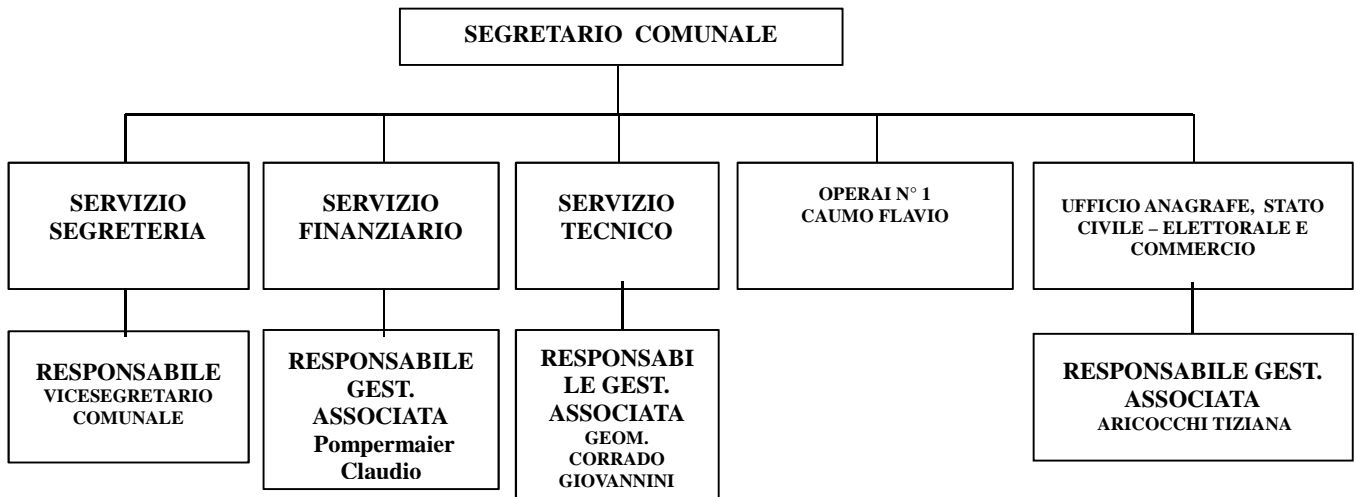 SEGRETARIO COMUNALE
SERVIZIO
SEGRETERIA
SERVIZIO
FINANZIARIO
SERVIZIO
TECNICO
OPERAI N° 1
CAUMO FLAVIO
UFFICIO ANAGRAFE, STATO
CIVILE – ELETTORALE E
COMMERCIO
RESPONSABILE
VICESEGRETARIO
COMUNALE
RESPONSABILE
GEST.
ASSOCIATA
Pompermaier
Claudio
RESPONSABI
LE GEST.
ASSOCIATA
GEOM.
CORRADO
GIOVANNINI
RESPONSABILE GEST.
ASSOCIATA
ARICOCCHI TIZIANA